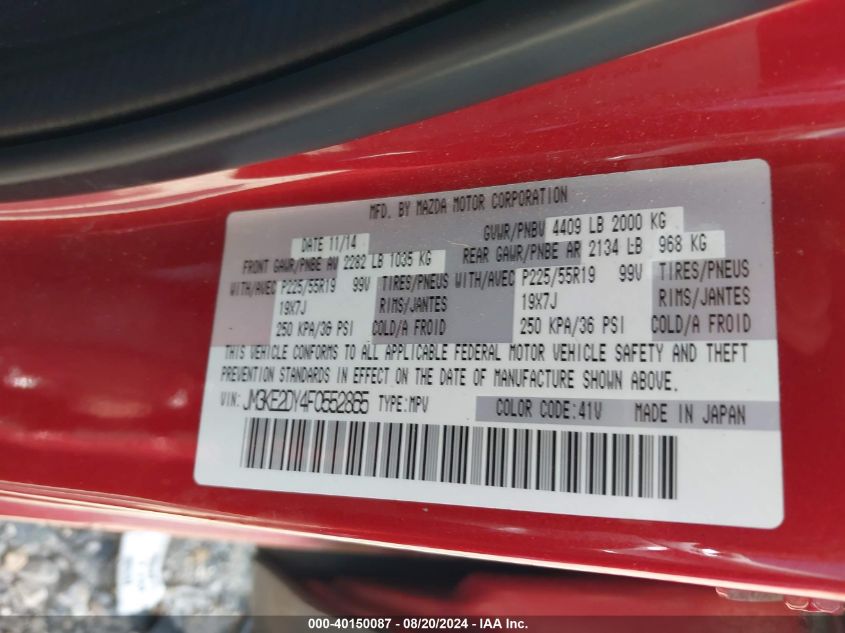 MFD. BY MAZDA MOTOR CORPORATION
DATE 11/14 GVWR/PNBV 4409 LB 2000 KG
FRONT GAWR/PNBE AV 2282 LB 1035 KG REAR GAWR/PNBE AR 2134 LB 968 KG
WITH/AVEC P225/55R19 99V TIRES/PNEUS WITH/AVEC P225/55R19 99V TIRES/PNEUS
19X7J RIMS/JANTES 19X7J RIMS/JANTES
250 KPA/36 PSI COLD/A FROID 250 KPA/36 PSI COLD/A FROID
THIS VEHICLE CONFORMS TO ALL APPLICABLE FEDERAL MOTOR VEHICLE SAFETY AND THEFT
PREVENTION STANDARDS IN EFFECT ON THE DATE OF MANUFACTURE SHOWN ABOVE.
VIN: JM3KE2DY4F0552865 TYPE:MPV COLOR CODE:41V MADE IN JAPAN
000-40150087 - 08/20/2024 - IAA Inc.